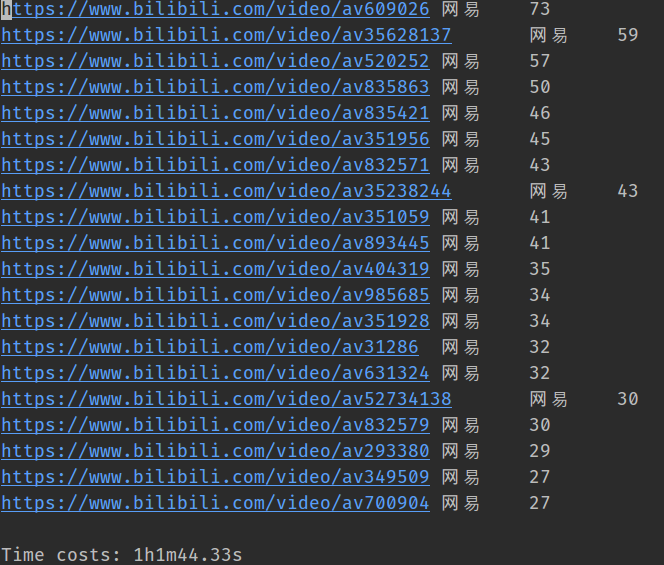 https://www.bilibili.com/video/av609026 网易 73
https://www.bilibili.com/video/av35628137 网易 59
https://www.bilibili.com/video/av520252 网易 57
https://www.bilibili.com/video/av835863 网易 50
https://www.bilibili.com/video/av835421 网易 46
https://www.bilibili.com/video/av351956 网易 45
https://www.bilibili.com/video/av832571 网易 43
https://www.bilibili.com/video/av35238244 网易 43
https://www.bilibili.com/video/av351059 网易 41
https://www.bilibili.com/video/av893445 网易 41
https://www.bilibili.com/video/av404319 网易 35
https://www.bilibili.com/video/av985685 网易 34
https://www.bilibili.com/video/av351928 网易 34
https://www.bilibili.com/video/av31286 网易 32
https://www.bilibili.com/video/av631324 网易 32
https://www.bilibili.com/video/av52734138 网易 30
https://www.bilibili.com/video/av832579 网易 30
https://www.bilibili.com/video/av293380 网易 29
https://www.bilibili.com/video/av349509 网易 27
https://www.bilibili.com/video/av700904 网易 27
Time costs: 1h1m44.33s